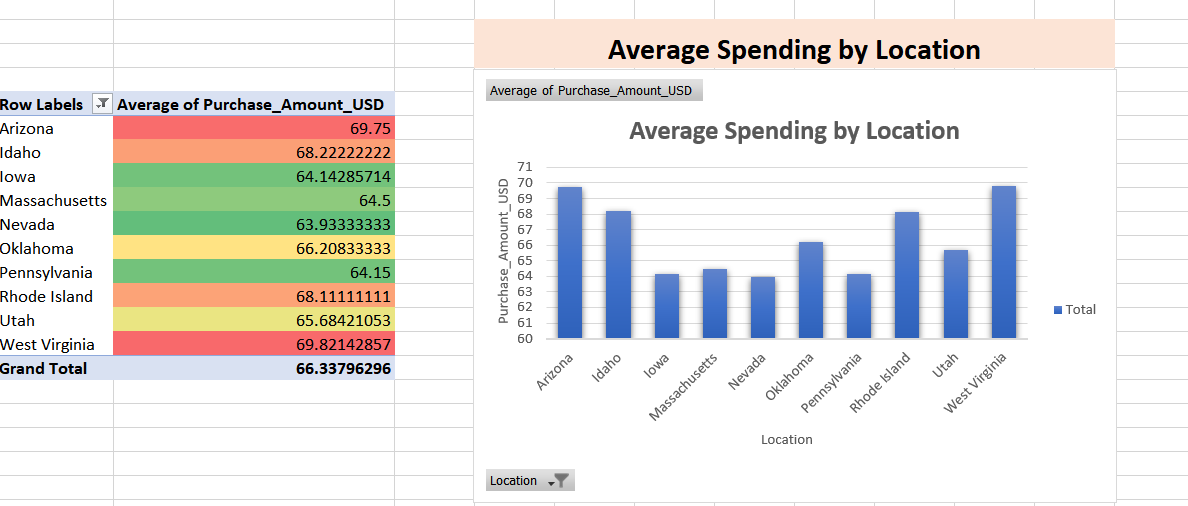 Average Spending by Location
Row Labels Average of Purchase_Amount_USD
Arizona 69.75
Idaho 68.22222222
Iowa 64.14285714
Massachusetts 64.5
Nevada 63.93333333
Oklahoma 66.20833333
Pennsylvania 64.15
Rhode Island 68.11111111
Utah 65.68421053
West Virginia 69.82142857
Grand Total 66.33796296
Average of Purchase_Amount_USD
Average Spending by Location
Purchase_Amount_USD
71
70
69
68
67
66
65
64
63
62
61
60
Arizona
Idaho
Iowa
Massachusetts
Nevada
Oklahoma
Pennsylvania
Rhode Island
Utah
West Virginia
Total
Location
Location